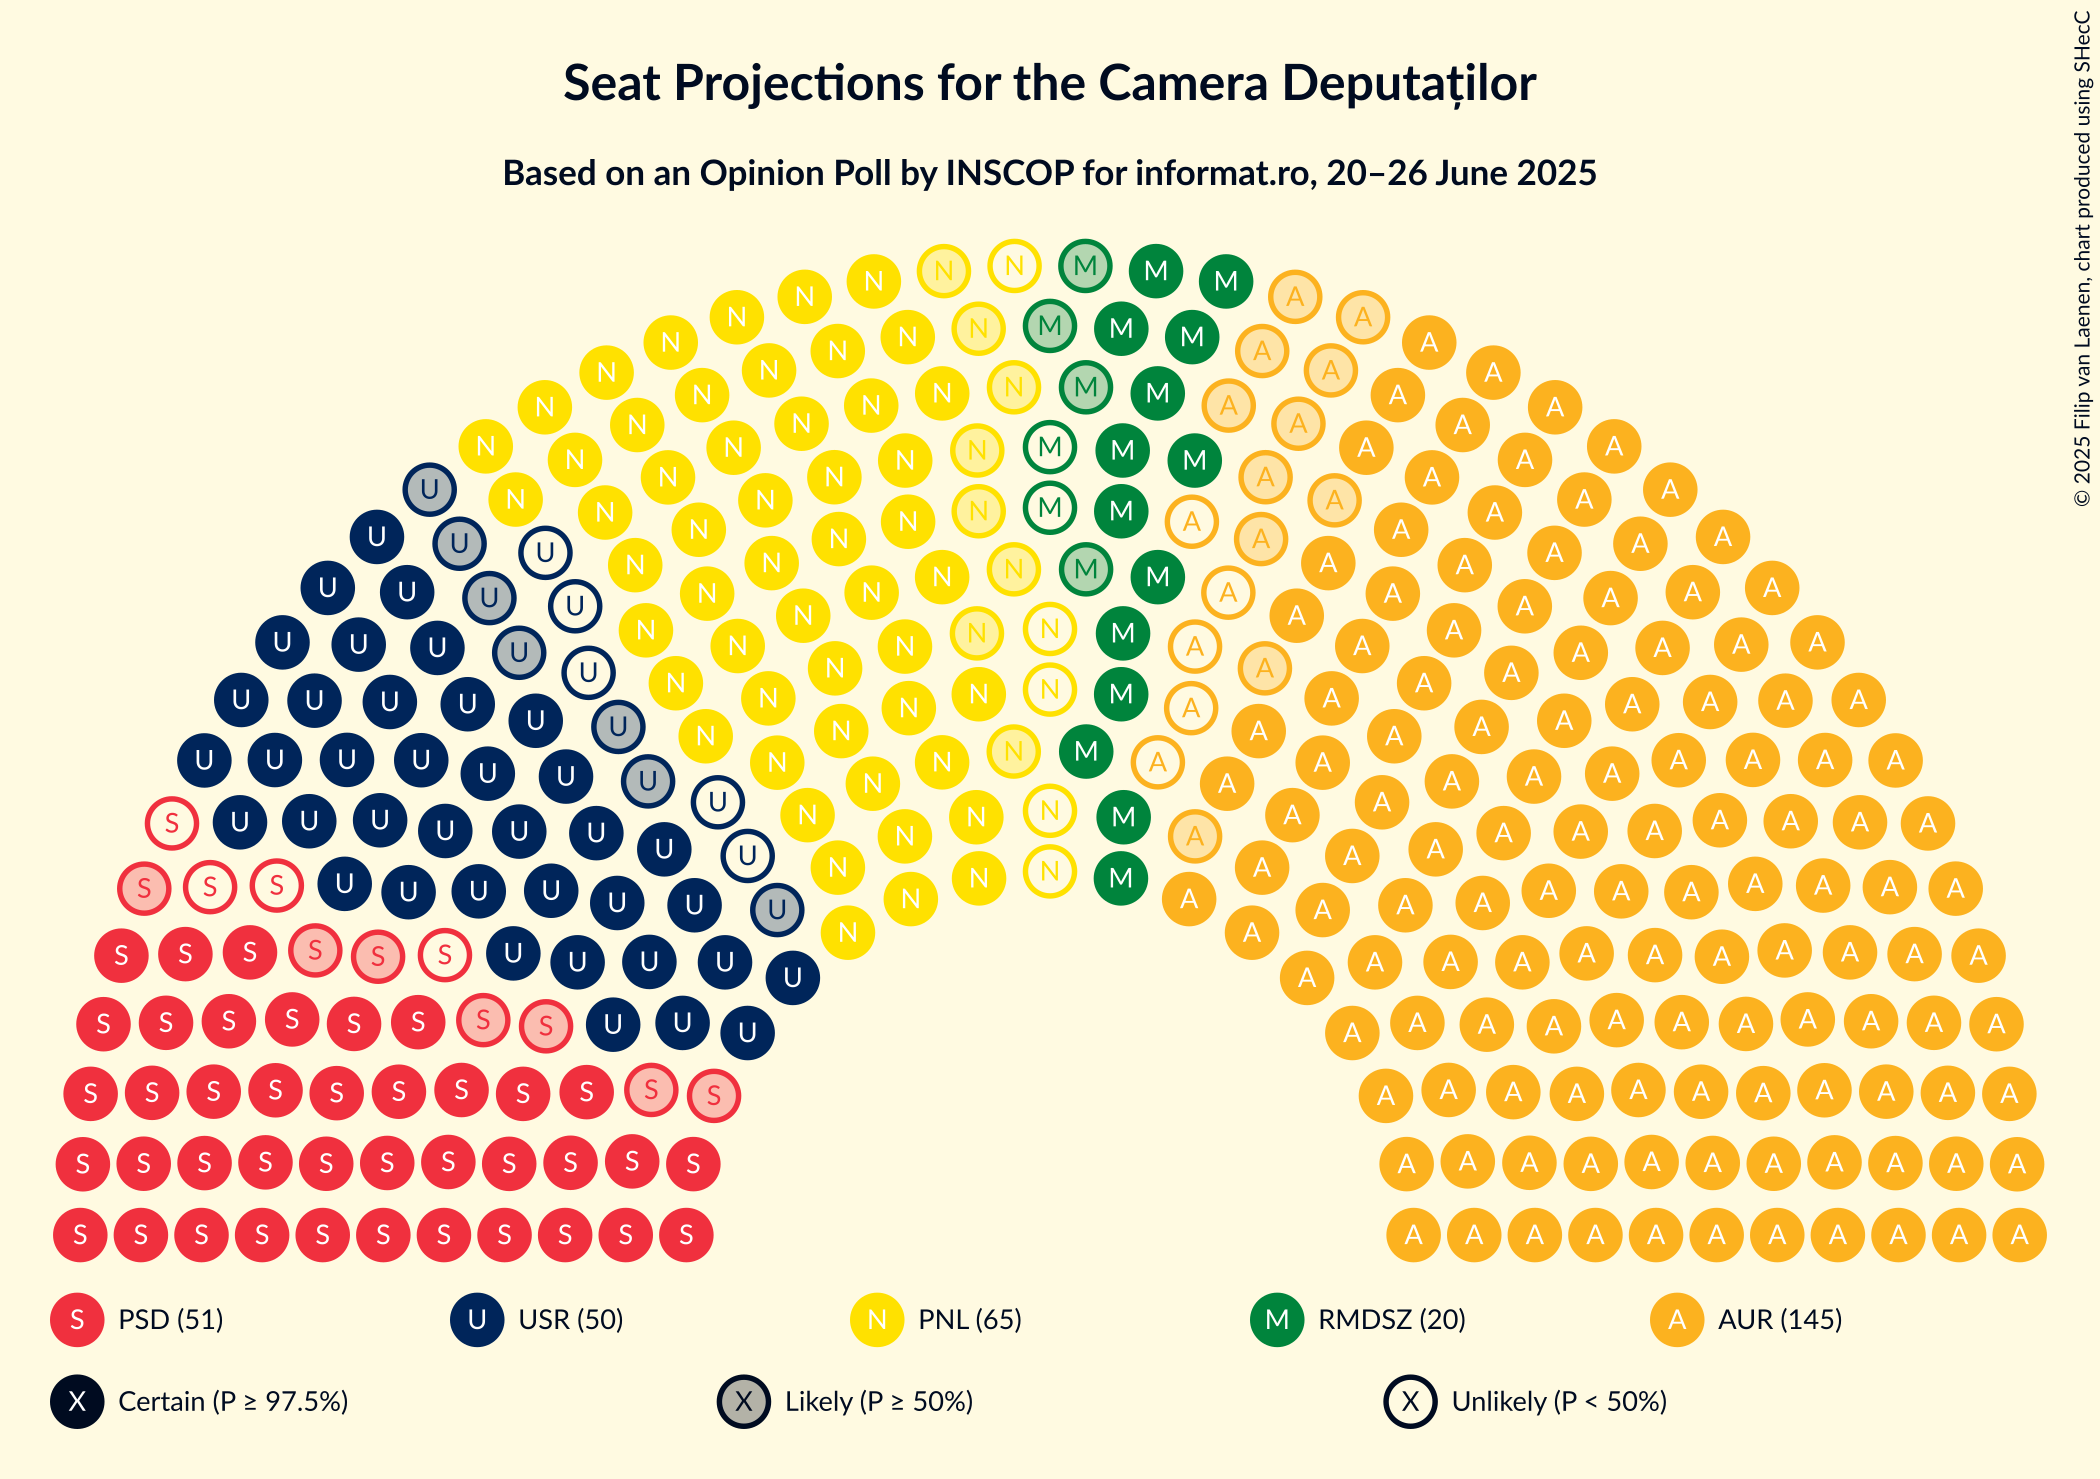 Seat Projections for the Camera Deputaților
Based on an Opinion Poll by INSCOP for informat.ro, 20–26 June 2025
© 2025 Filip van Laenen, chart produced using SHecC
S PSD (51) U USR (50) N PNL (65) M RMDSZ (20) A AUR (145)
X Certain (P ≥ 97.5%) X Likely (P ≥ 50%) X Unlikely (P < 50%)